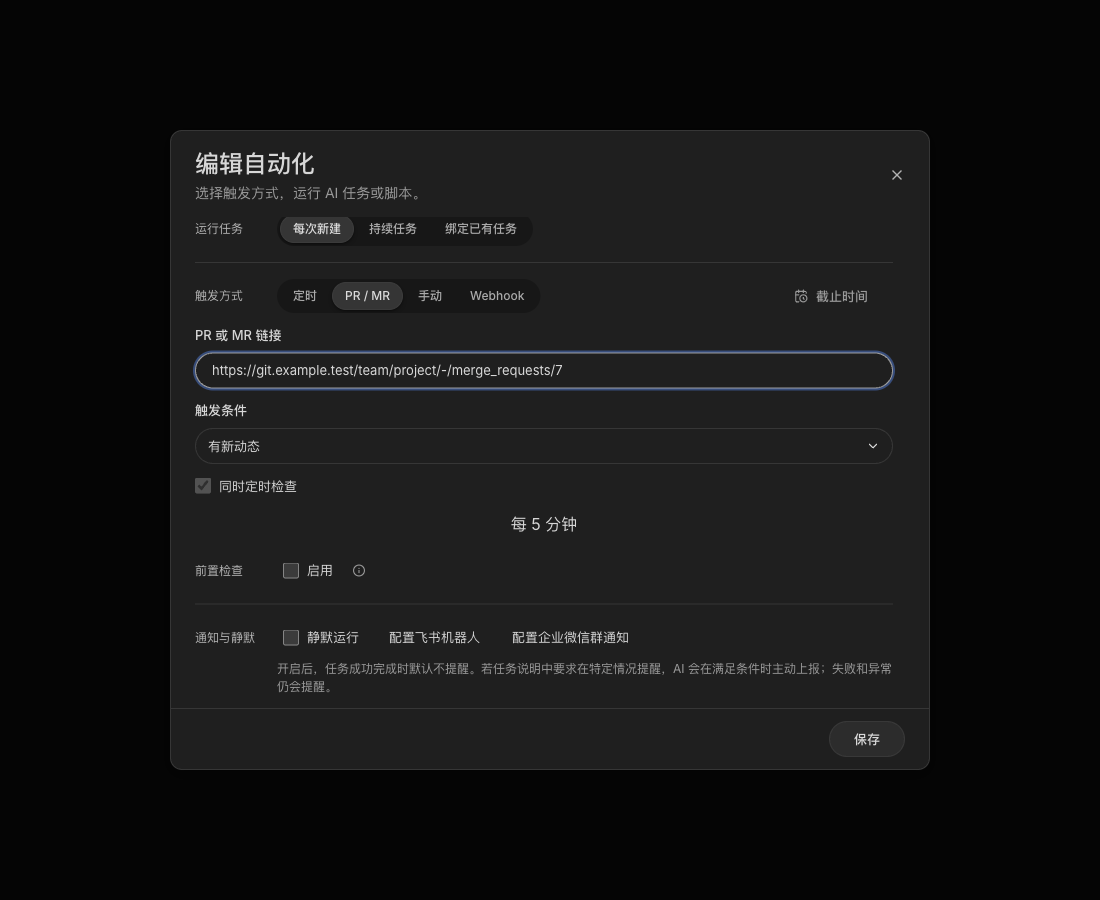 编辑自动化
选择触发方式，运行 AI 任务或脚本。
运行任务 每次新建 持续任务 绑定已有任务
触发方式 定时 PR / MR 手动 Webhook 截止时间
PR 或 MR 链接
https://git.example.test/team/project/-/merge_requests/7
触发条件
有新动态
同时定时检查
每 5 分钟
前置检查 启用
通知与静默 静默运行 配置飞书机器人 配置企业微信群通知
开启后，任务成功完成时默认不提醒。若任务说明中要求在特定情况提醒，AI 会在满足条件时主动上报；失败和异常
仍会提醒。
保存